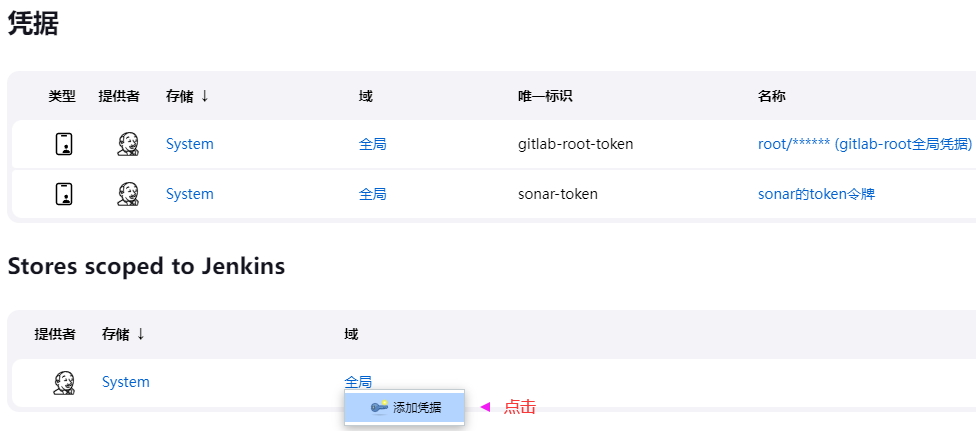 凭据
类型 提供者 存储 ↓ 域 唯一标识 名称
System 全局 gitlab-root-token root/****** (gitlab-root全局凭据)
System 全局 sonar-token sonar的token令牌
Stores scoped to Jenkins
提供者 存储 ↓ 域
System 全局
添加凭据 点击